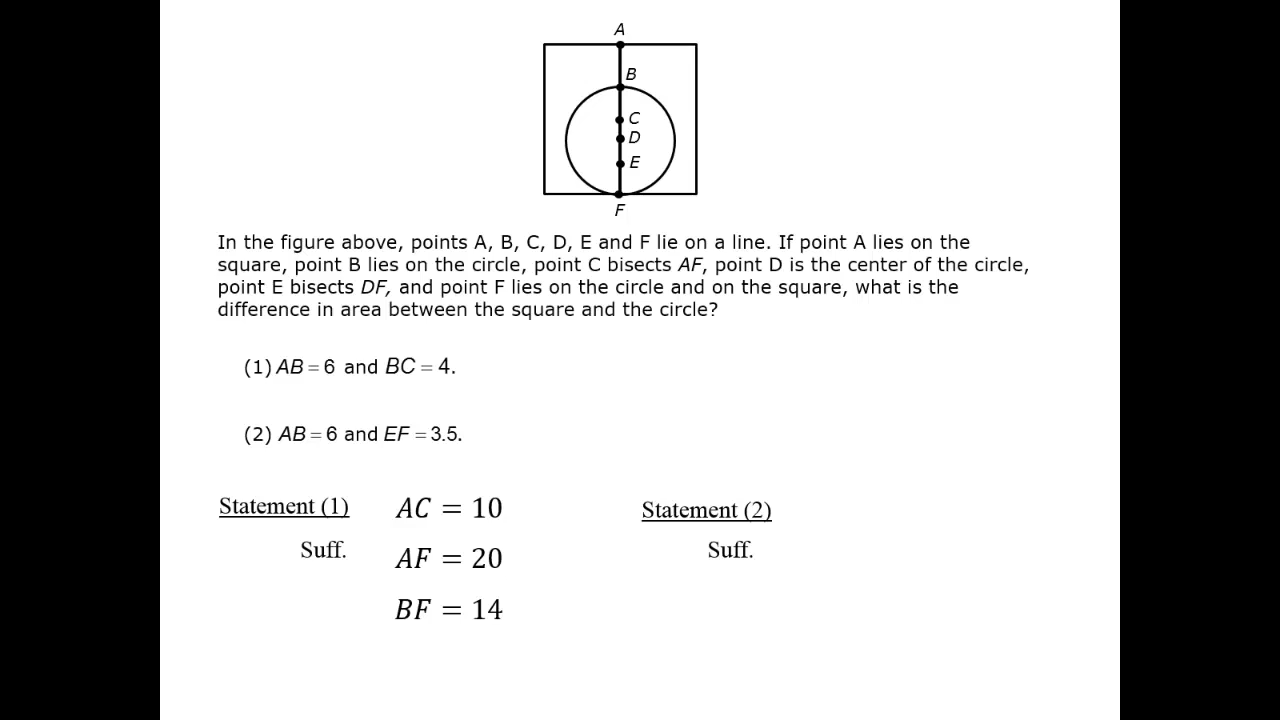 A
B
C
D
E
F
In the figure above, points A, B, C, D, E and F lie on a line. If point A lies on the
square, point B lies on the circle, point C bisects AF, point D is the center of the circle,
point E bisects DF, and point F lies on the circle and on the square, what is the
difference in area between the square and the circle?
(1) AB = 6 and BC = 4.
(2) AB = 6 and EF = 3.5.
Statement (1)
Suff.
AC = 10
AF = 20
BF = 14
Statement (2)
Suff.